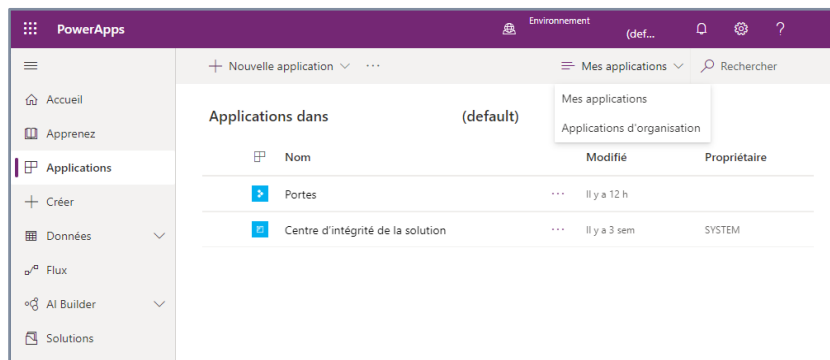 PowerApps
Environnement
(def...
?
Nouvelle application
...
Mes applications
Rechercher
Mes applications
Applications d'organisation
Accueil
Apprenez
Applications
Créer
Données
Flux
AI Builder
Solutions
Applications dans (default)
Nom Modifié Propriétaire
Portes ... Il y a 12 h
Centre d'intégrité de la solution ... Il y a 3 sem SYSTEM